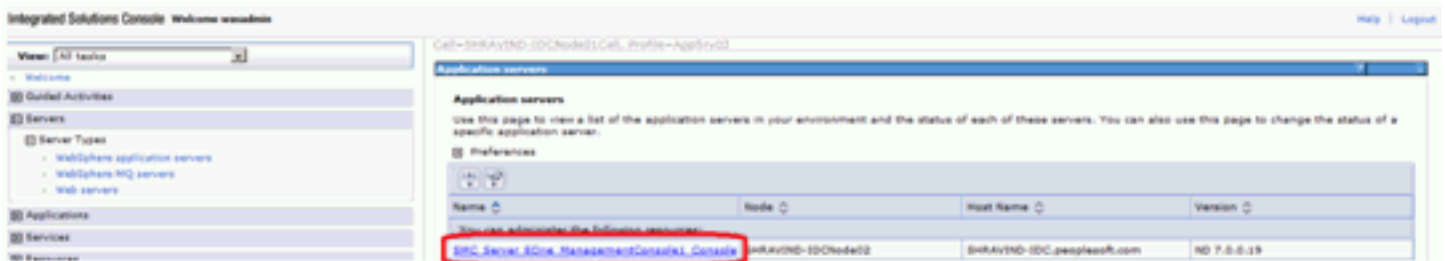 Integrated Solutions Console Welcome wasadmin
Help | Logout
View: All tasks
Welcome
Guided Activities
Servers
Server Types
WebSphere application servers
WebSphere MQ servers
Web servers
Applications
Services
Resources
Cell=SHRAVIND-IDCNode01Cell, Profile=AppSrv02
Application servers
Application servers
Use this page to view a list of the application servers in your environment and the status of each of these servers. You can also use this page to change the status of a
specific application server.
Preferences
Name Node Host Name Version
You can administer the following resources:
SMC_Server_EOne_ManagementConsole1_Console SHRAVIND-IDCNode02 SHRAVIND-IDC.peoplesoft.com ND 7.0.0.19